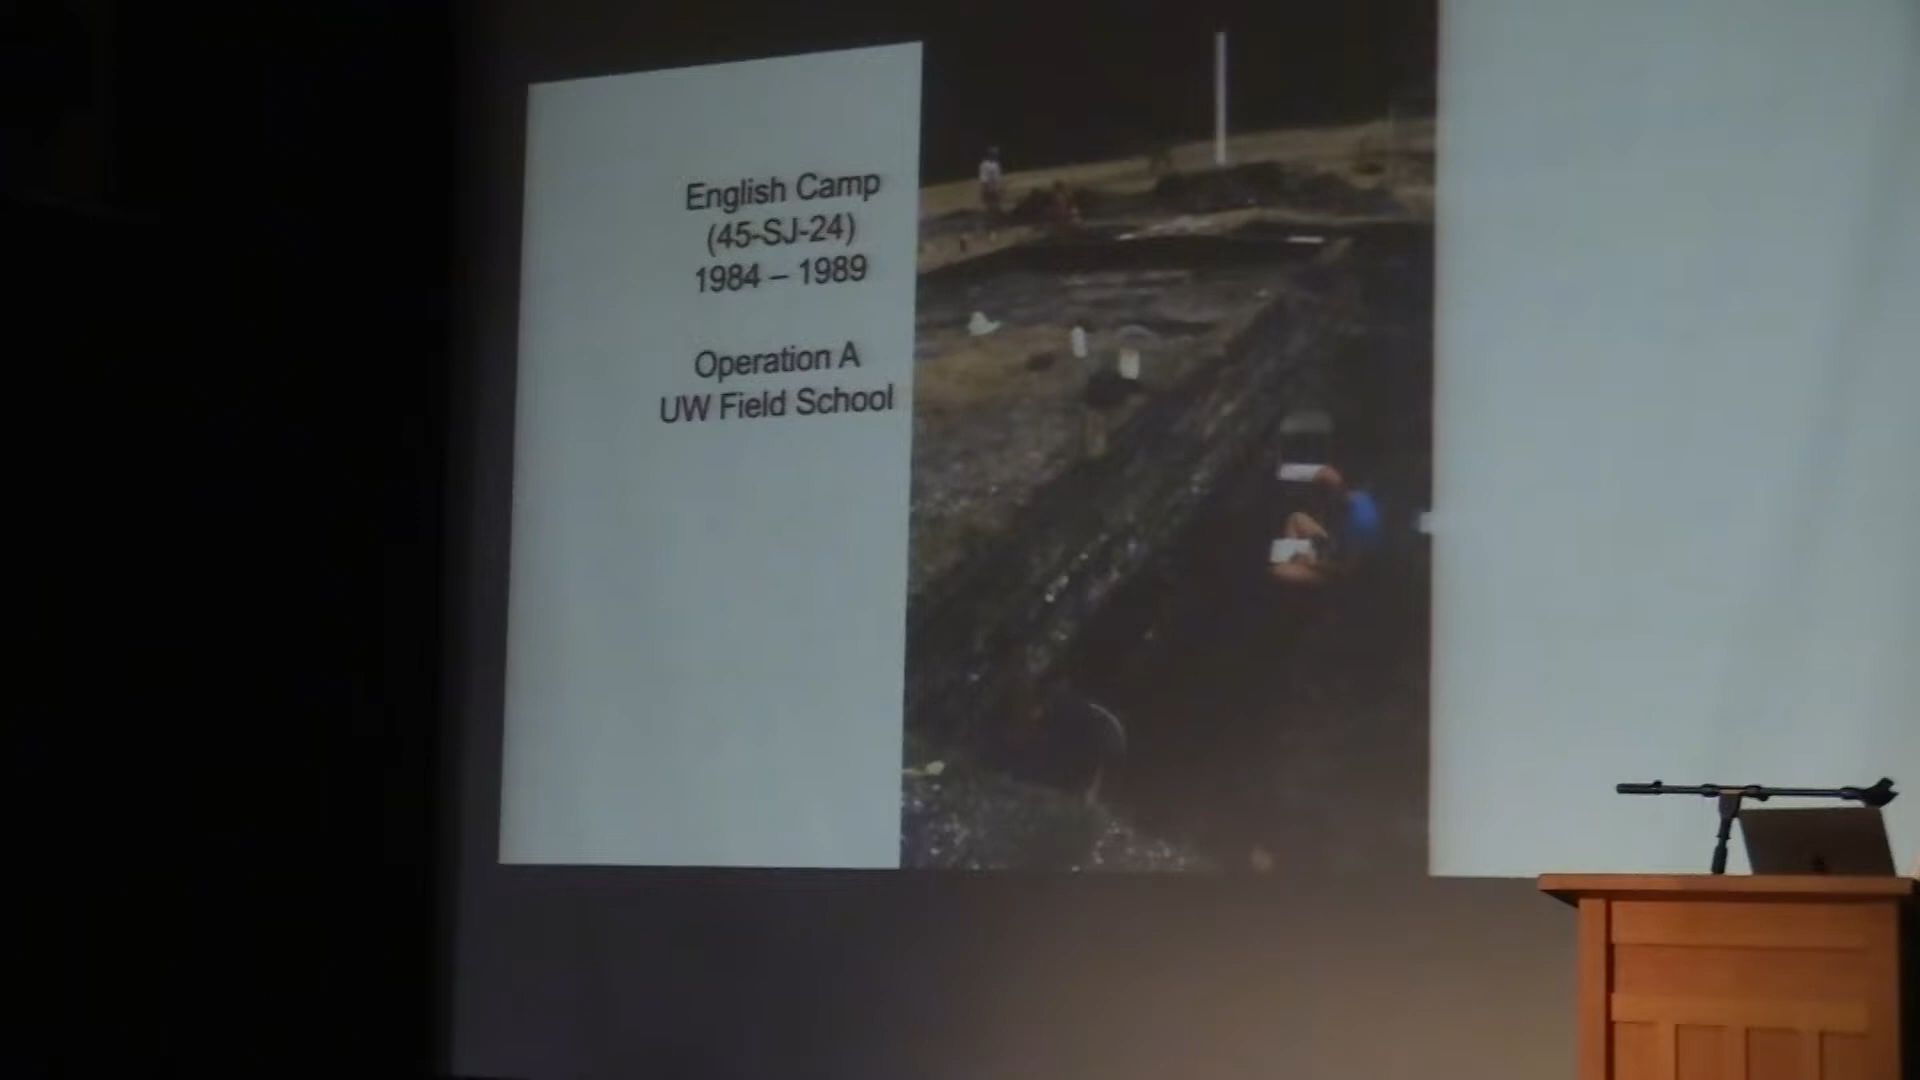 English Camp
(45-SJ-24)
1984 – 1989
Operation A
UW Field School